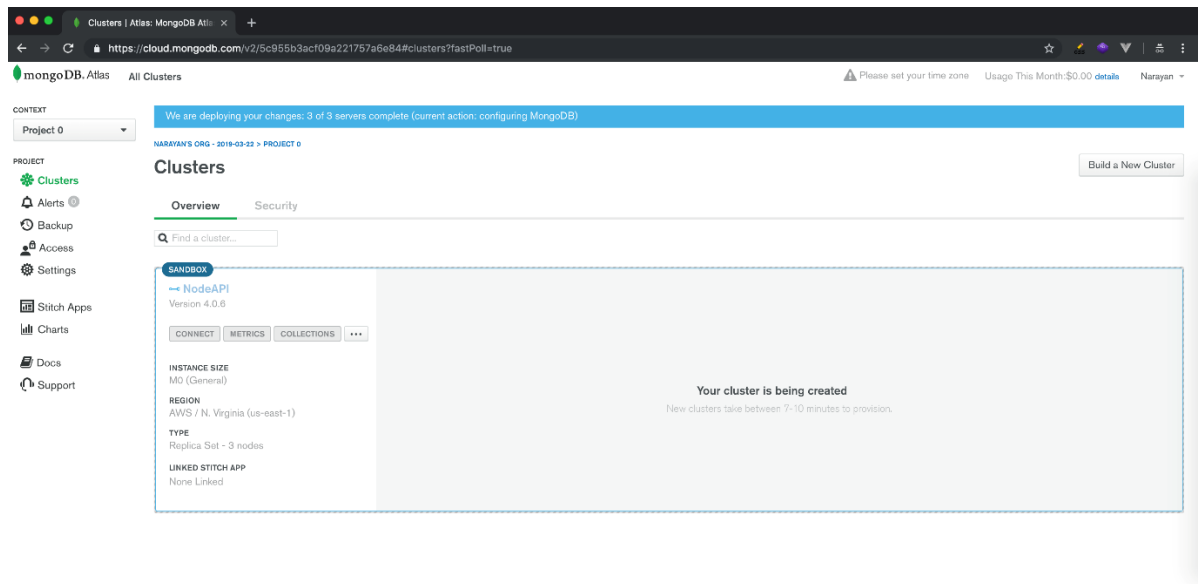 Clusters | Atlas: MongoDB Atla
https://cloud.mongodb.com/v2/5c955b3acf09a221757a6e84#clusters?fastPoll=true
mongoDB. Atlas
All Clusters
Please set your time zone
Usage This Month:$0.00 details
Narayan
CONTEXT
Project 0
PROJECT
Clusters
Alerts 0
Backup
Access
Settings
Stitch Apps
Charts
Docs
Support
We are deploying your changes: 3 of 3 servers complete (current action: configuring MongoDB)
NARAYAN'S ORG - 2019-03-22 > PROJECT 0
Clusters
Build a New Cluster
Overview
Security
Find a cluster...
SANDBOX
NodeAPI
Version 4.0.6
CONNECT
METRICS
COLLECTIONS
...
INSTANCE SIZE
M0 (General)
REGION
AWS / N. Virginia (us-east-1)
TYPE
Replica Set - 3 nodes
LINKED STITCH APP
None Linked
Your cluster is being created
New clusters take between 7-10 minutes to provision.